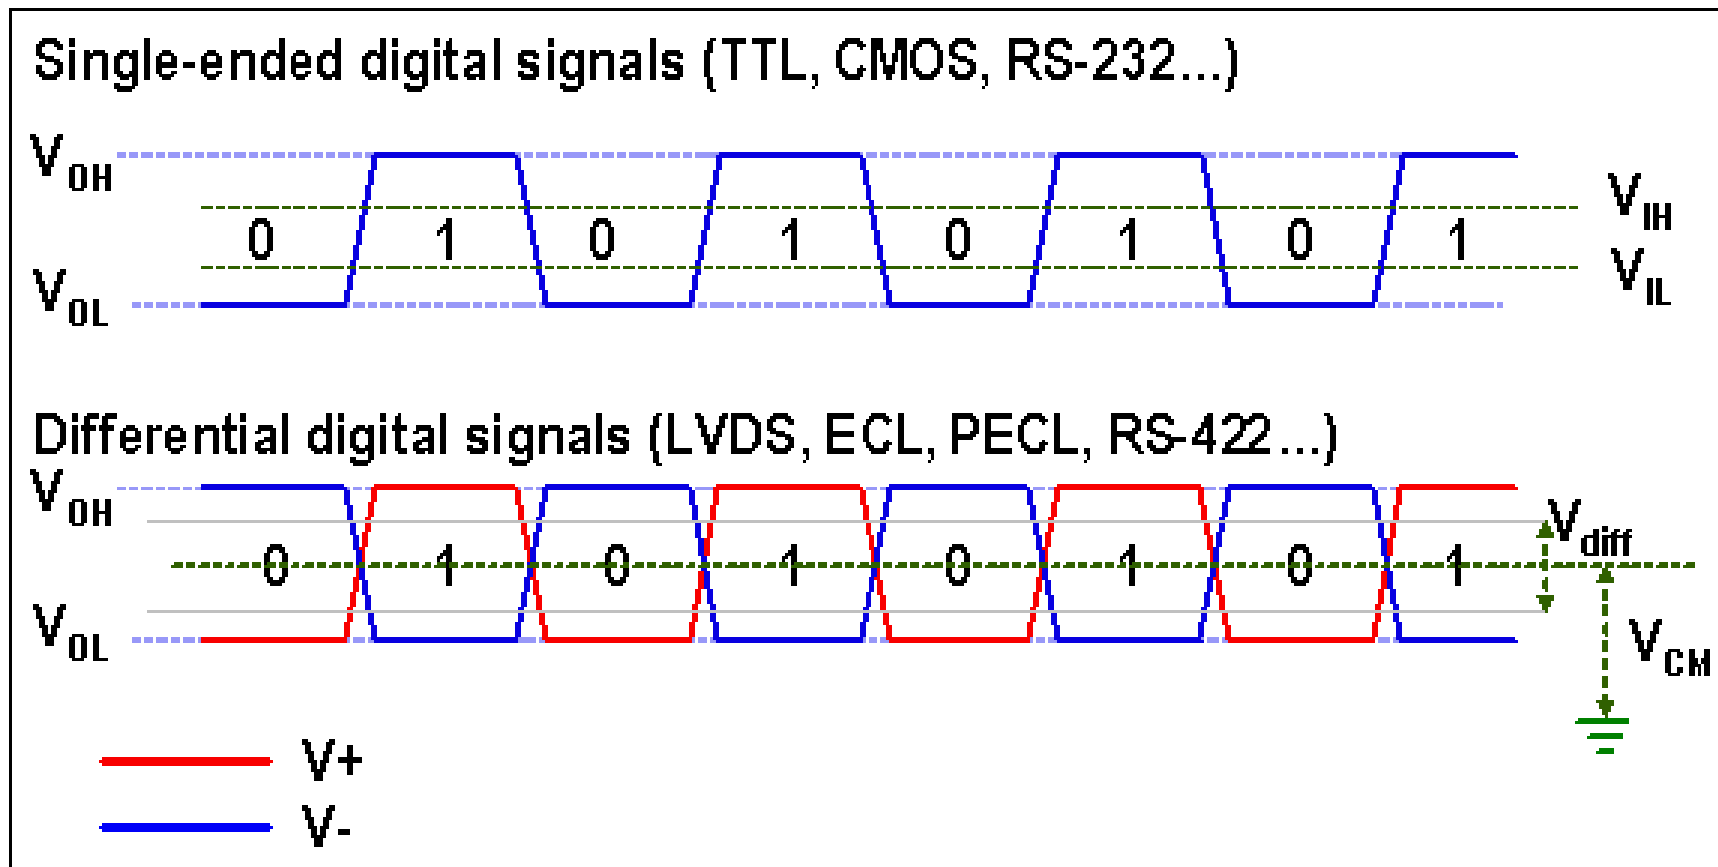 Single-ended digital signals (TTL, CMOS, RS-232...)
VOH
VIH
0 1 0 1 0 1 0 1
VIL
VOL
Differential digital signals (LVDS, ECL, PECL, RS-422...)
VOH
Vdiff
0 1 0 1 0 1 0 1
VOL
VCM
V+
V-